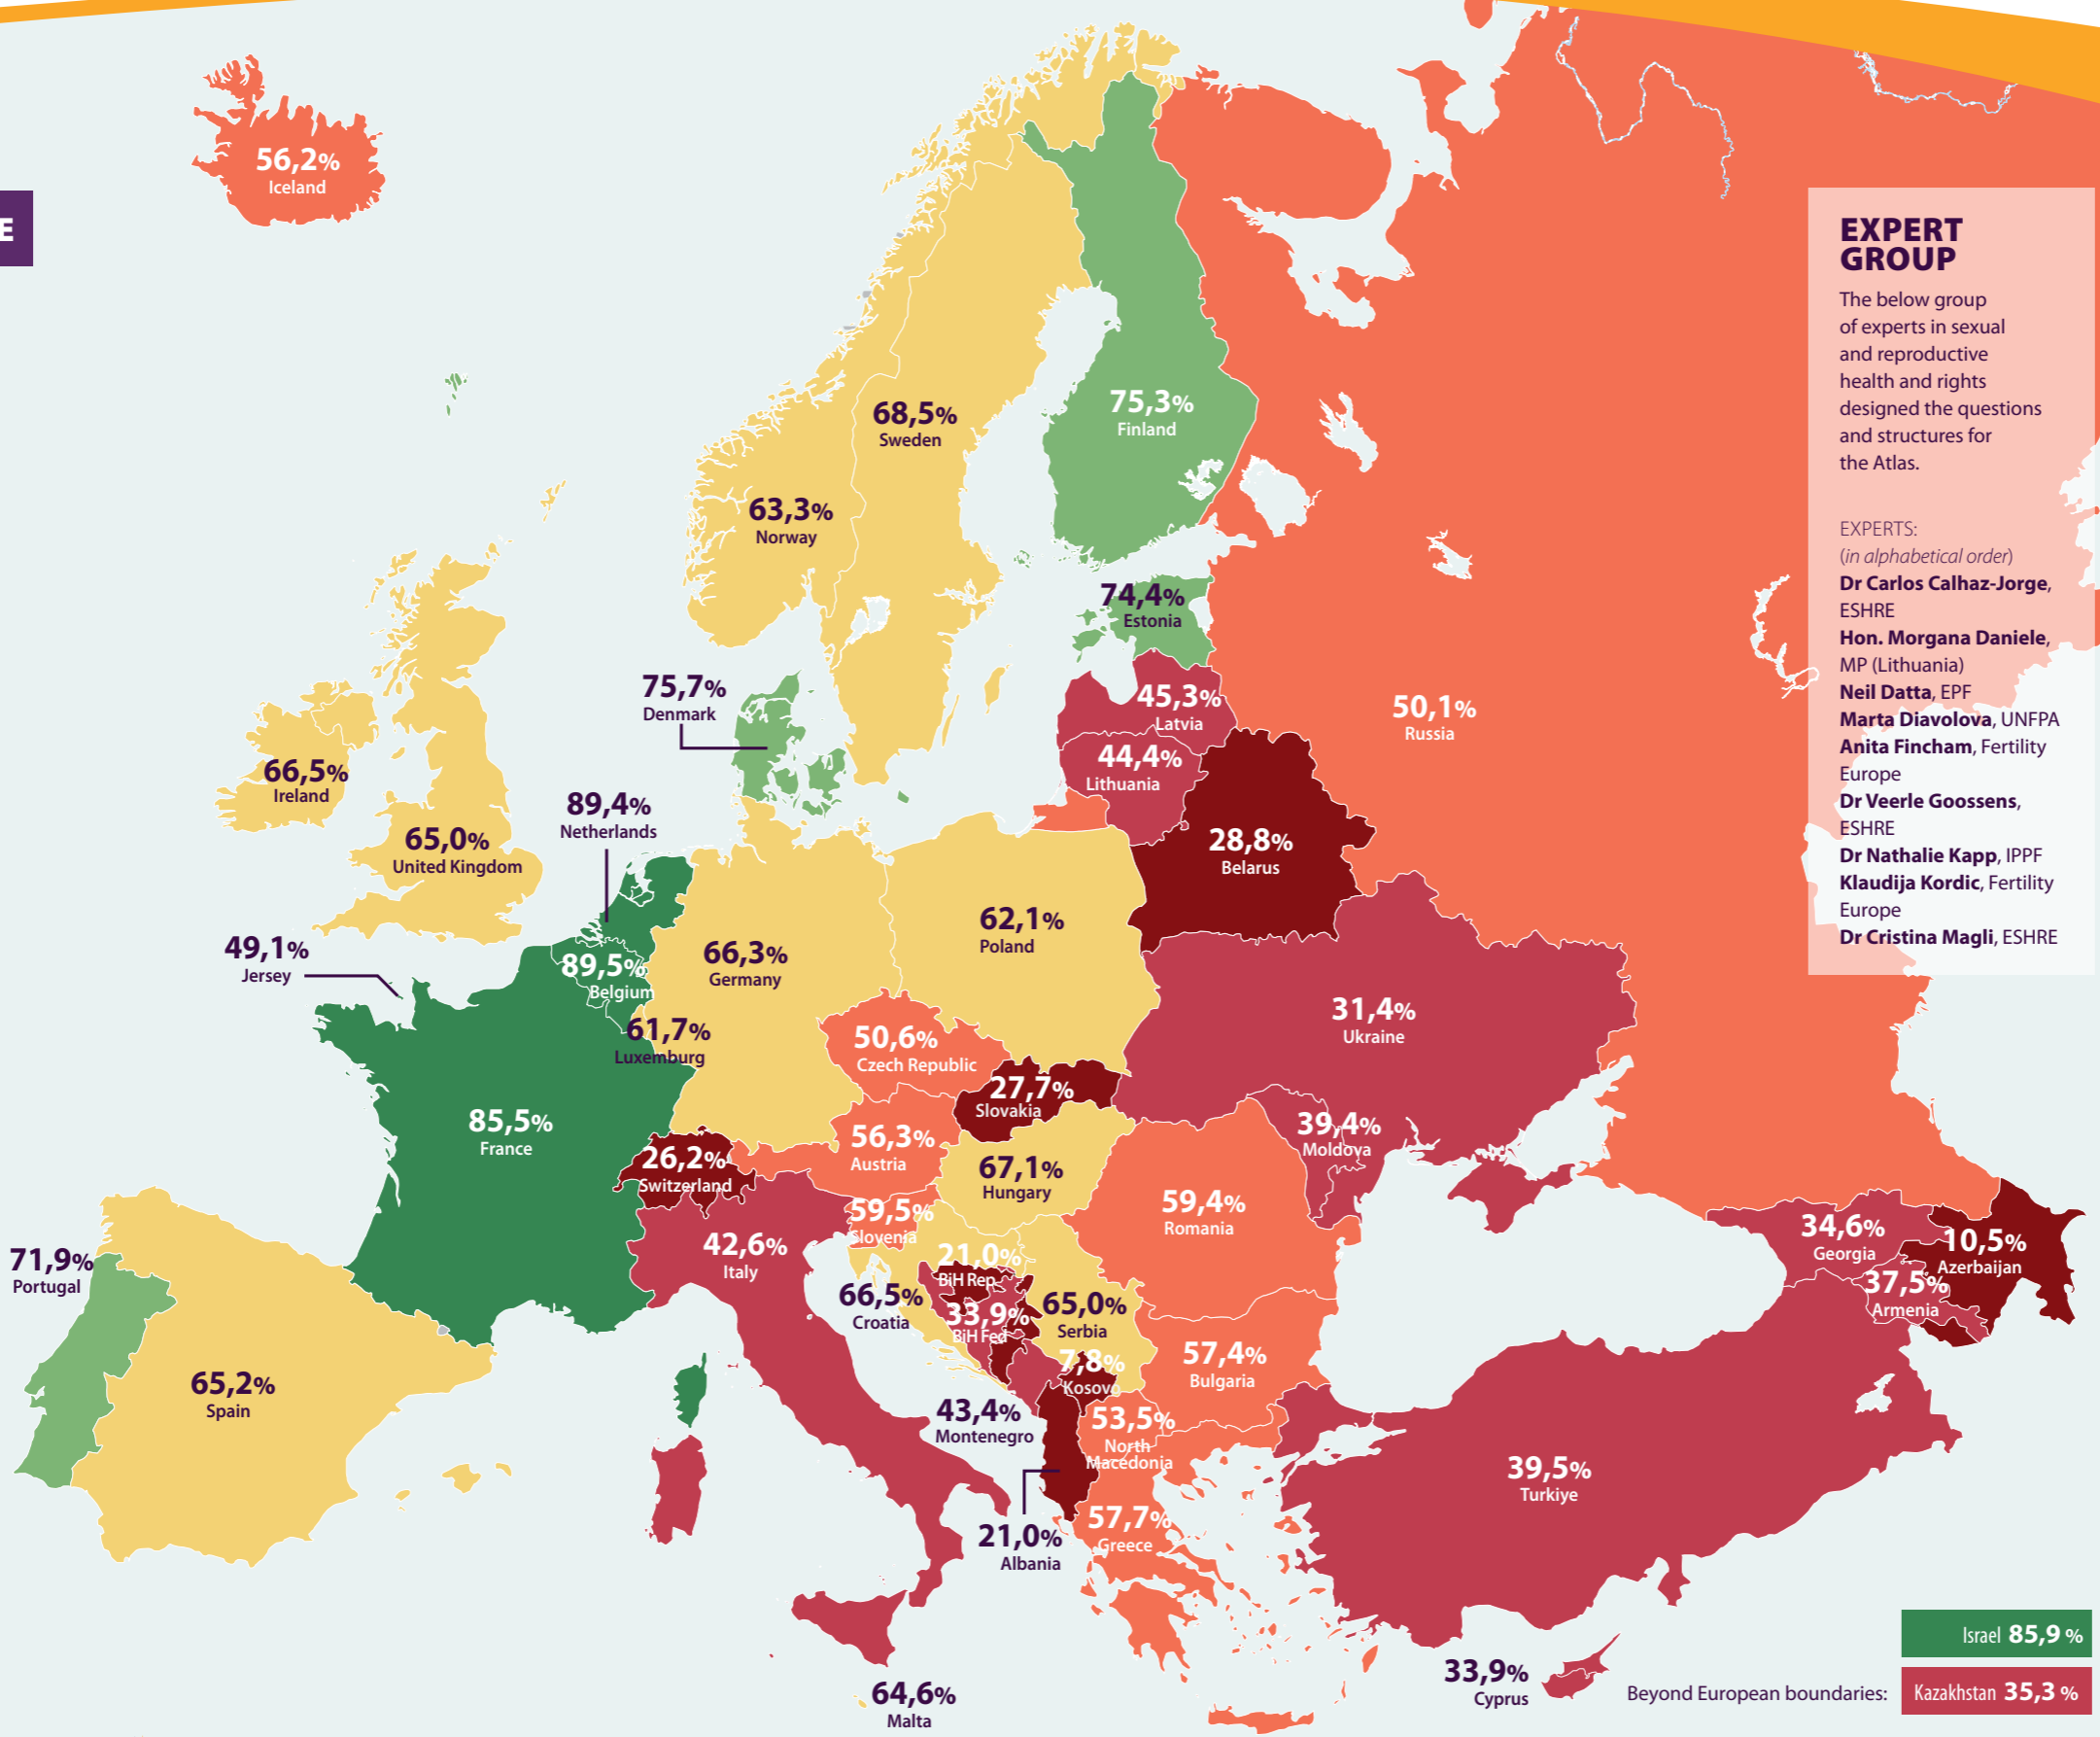 E
56,2%
Iceland
68,5%
Sweden
75,3%
Finland
63,3%
Norway
74,4%
Estonia
75,7%
Denmark
45,3%
Latvia
44,4%
Lithuania
50,1%
Russia
66,5%
Ireland
65,0%
United Kingdom
89,4%
Netherlands
28,8%
Belarus
49,1%
Jersey
89,5%
Belgium
66,3%
Germany
62,1%
Poland
61,7%
Luxemburg
50,6%
Czech Republic
31,4%
Ukraine
27,7%
Slovakia
85,5%
France
56,3%
Austria
39,4%
Moldova
26,2%
Switzerland
67,1%
Hungary
59,4%
Romania
59,5%
Slovenia
42,6%
Italy
21,0%
BiH Rep.
34,6%
Georgia
10,5%
Azerbaijan
37,5%
Armenia
71,9%
Portugal
66,5%
Croatia
33,9%
BiH Fed
65,0%
Serbia
7,8%
Kosovo
57,4%
Bulgaria
65,2%
Spain
43,4%
Montenegro
53,5%
North
Macedonia
39,5%
Turkiye
57,7%
Greece
21,0%
Albania
64,6%
Malta
33,9%
Cyprus
Beyond European boundaries:
Israel 85,9 %
Kazakhstan 35,3 %
EXPERT
GROUP
The below group
of experts in sexual
and reproductive
health and rights
designed the questions
and structures for
the Atlas.
EXPERTS:
(in alphabetical order)
Dr Carlos Calhaz-Jorge,
ESHRE
Hon. Morgana Daniele,
MP (Lithuania)
Neil Datta, EPF
Marta Diavolova, UNFPA
Anita Fincham, Fertility
Europe
Dr Veerle Goossens,
ESHRE
Dr Nathalie Kapp, IPPF
Klaudija Kordic, Fertility
Europe
Dr Cristina Magli, ESHRE